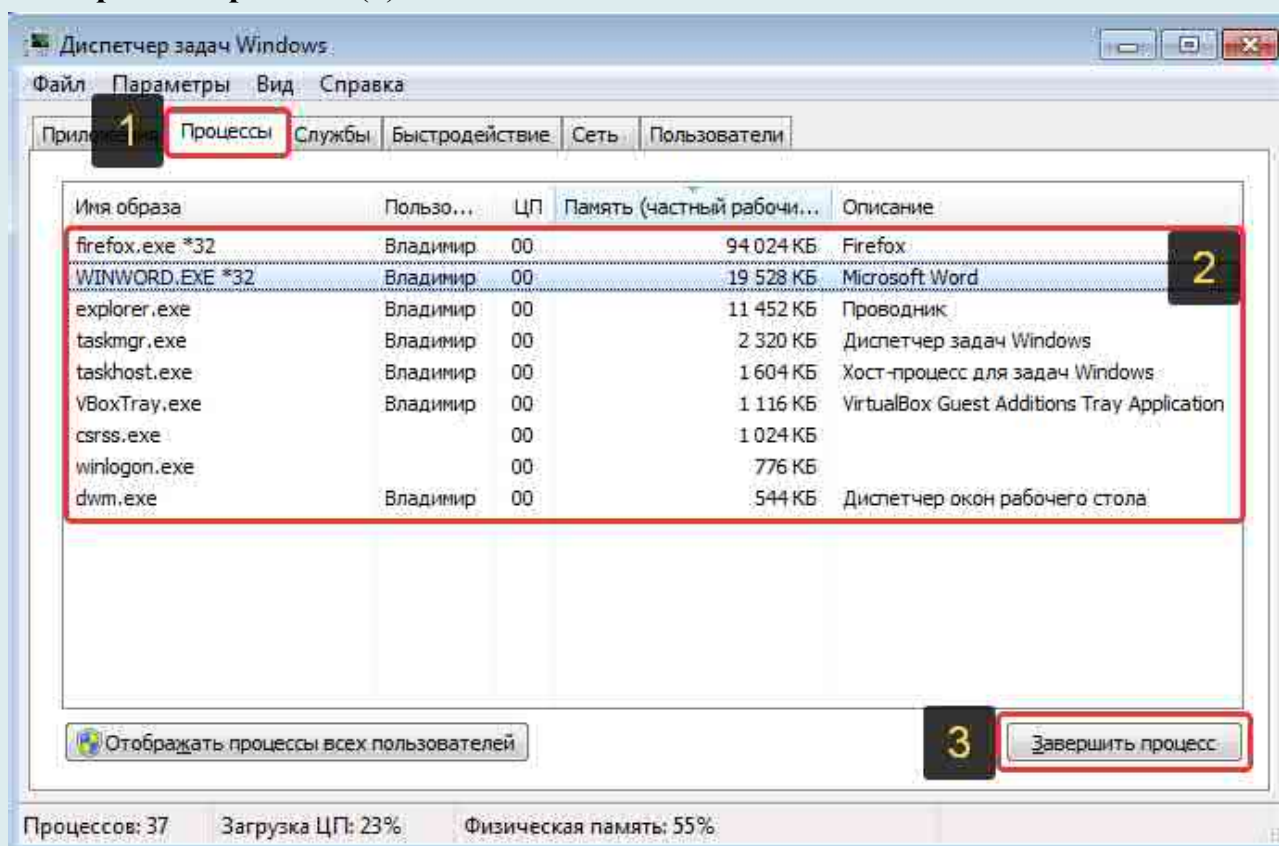 Диспетчер задач Windows
Файл Параметры Вид Справка
1
Процессы Службы Быстродействие Сеть Пользователи
Имя образа Пользо... ЦП Память (частный рабочи... Описание
firefox.exe *32 Владимир 00 94 024 КБ Firefox
2
WINWORD.EXE *32 Владимир 00 19 528 КБ Microsoft Word
explorer.exe Владимир 00 11 452 КБ Проводник
taskmgr.exe Владимир 00 2 320 КБ Диспетчер задач Windows
taskhost.exe Владимир 00 1 604 КБ Хост-процесс для задач Windows
VBoxTray.exe Владимир 00 1 116 КБ VirtualBox Guest Additions Tray Application
csrss.exe 00 1 024 КБ
winlogon.exe 00 776 КБ
dwm.exe Владимир 00 544 КБ Диспетчер окон рабочего стола
Отображать процессы всех пользователей 3 Завершить процесс
Процессов: 37 Загрузка ЦП: 23% Физическая память: 55%